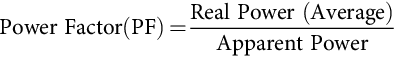 Power Factor(PF) = Real Power (Average)
Apparent Power